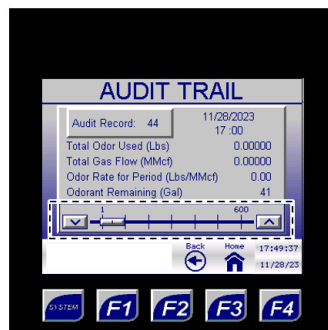 AUDIT TRAIL
Audit Record: 44
11/28/2023
17 :00
Total Odor Used (Lbs) 0.00000
Total Gas Flow (MMcf) 0.00000
Odor Rate for Period (Lbs/MMcf) 0.00
Odorant Remaining (Gal) 41
1 600
Back Home 17:49:37
11/28/23
SYSTEM F1 F2 F3 F4